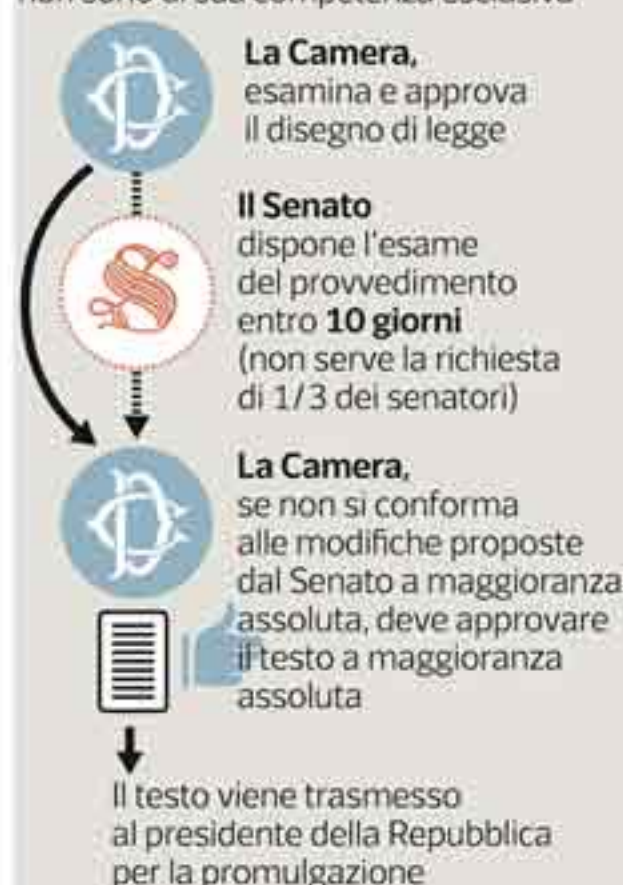 La Camera,
esamina e approva
il disegno di legge
Il Senato
dispone l'esame
del provvedimento
entro 10 giorni
(non serve la richiesta
di 1/3 dei senatori)
La Camera,
se non si conforma
alle modifiche proposte
dal Senato a maggioranza
assoluta, deve approvare
il testo a maggioranza
assoluta
Il testo viene trasmesso
al presidente della Repubblica
per la promulgazione